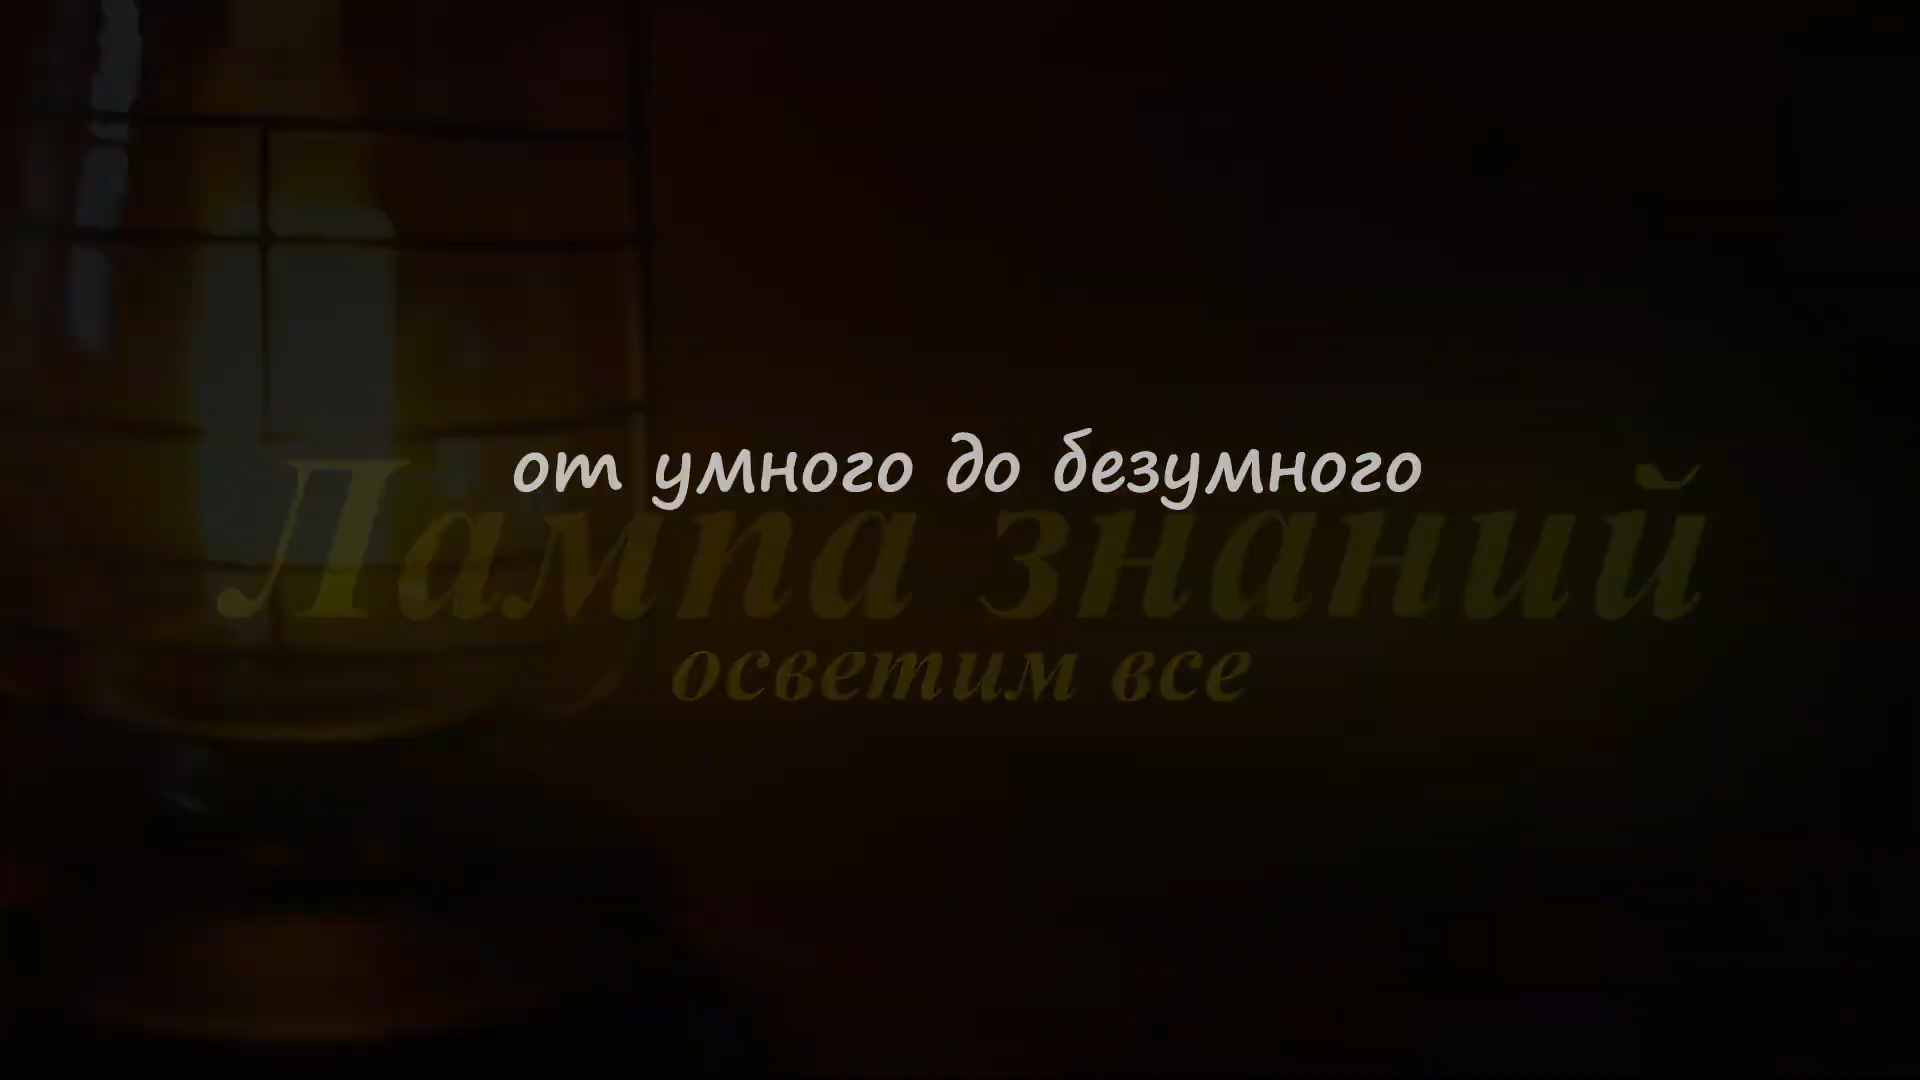 от умного до безумного
Лампа знаний
осветим все